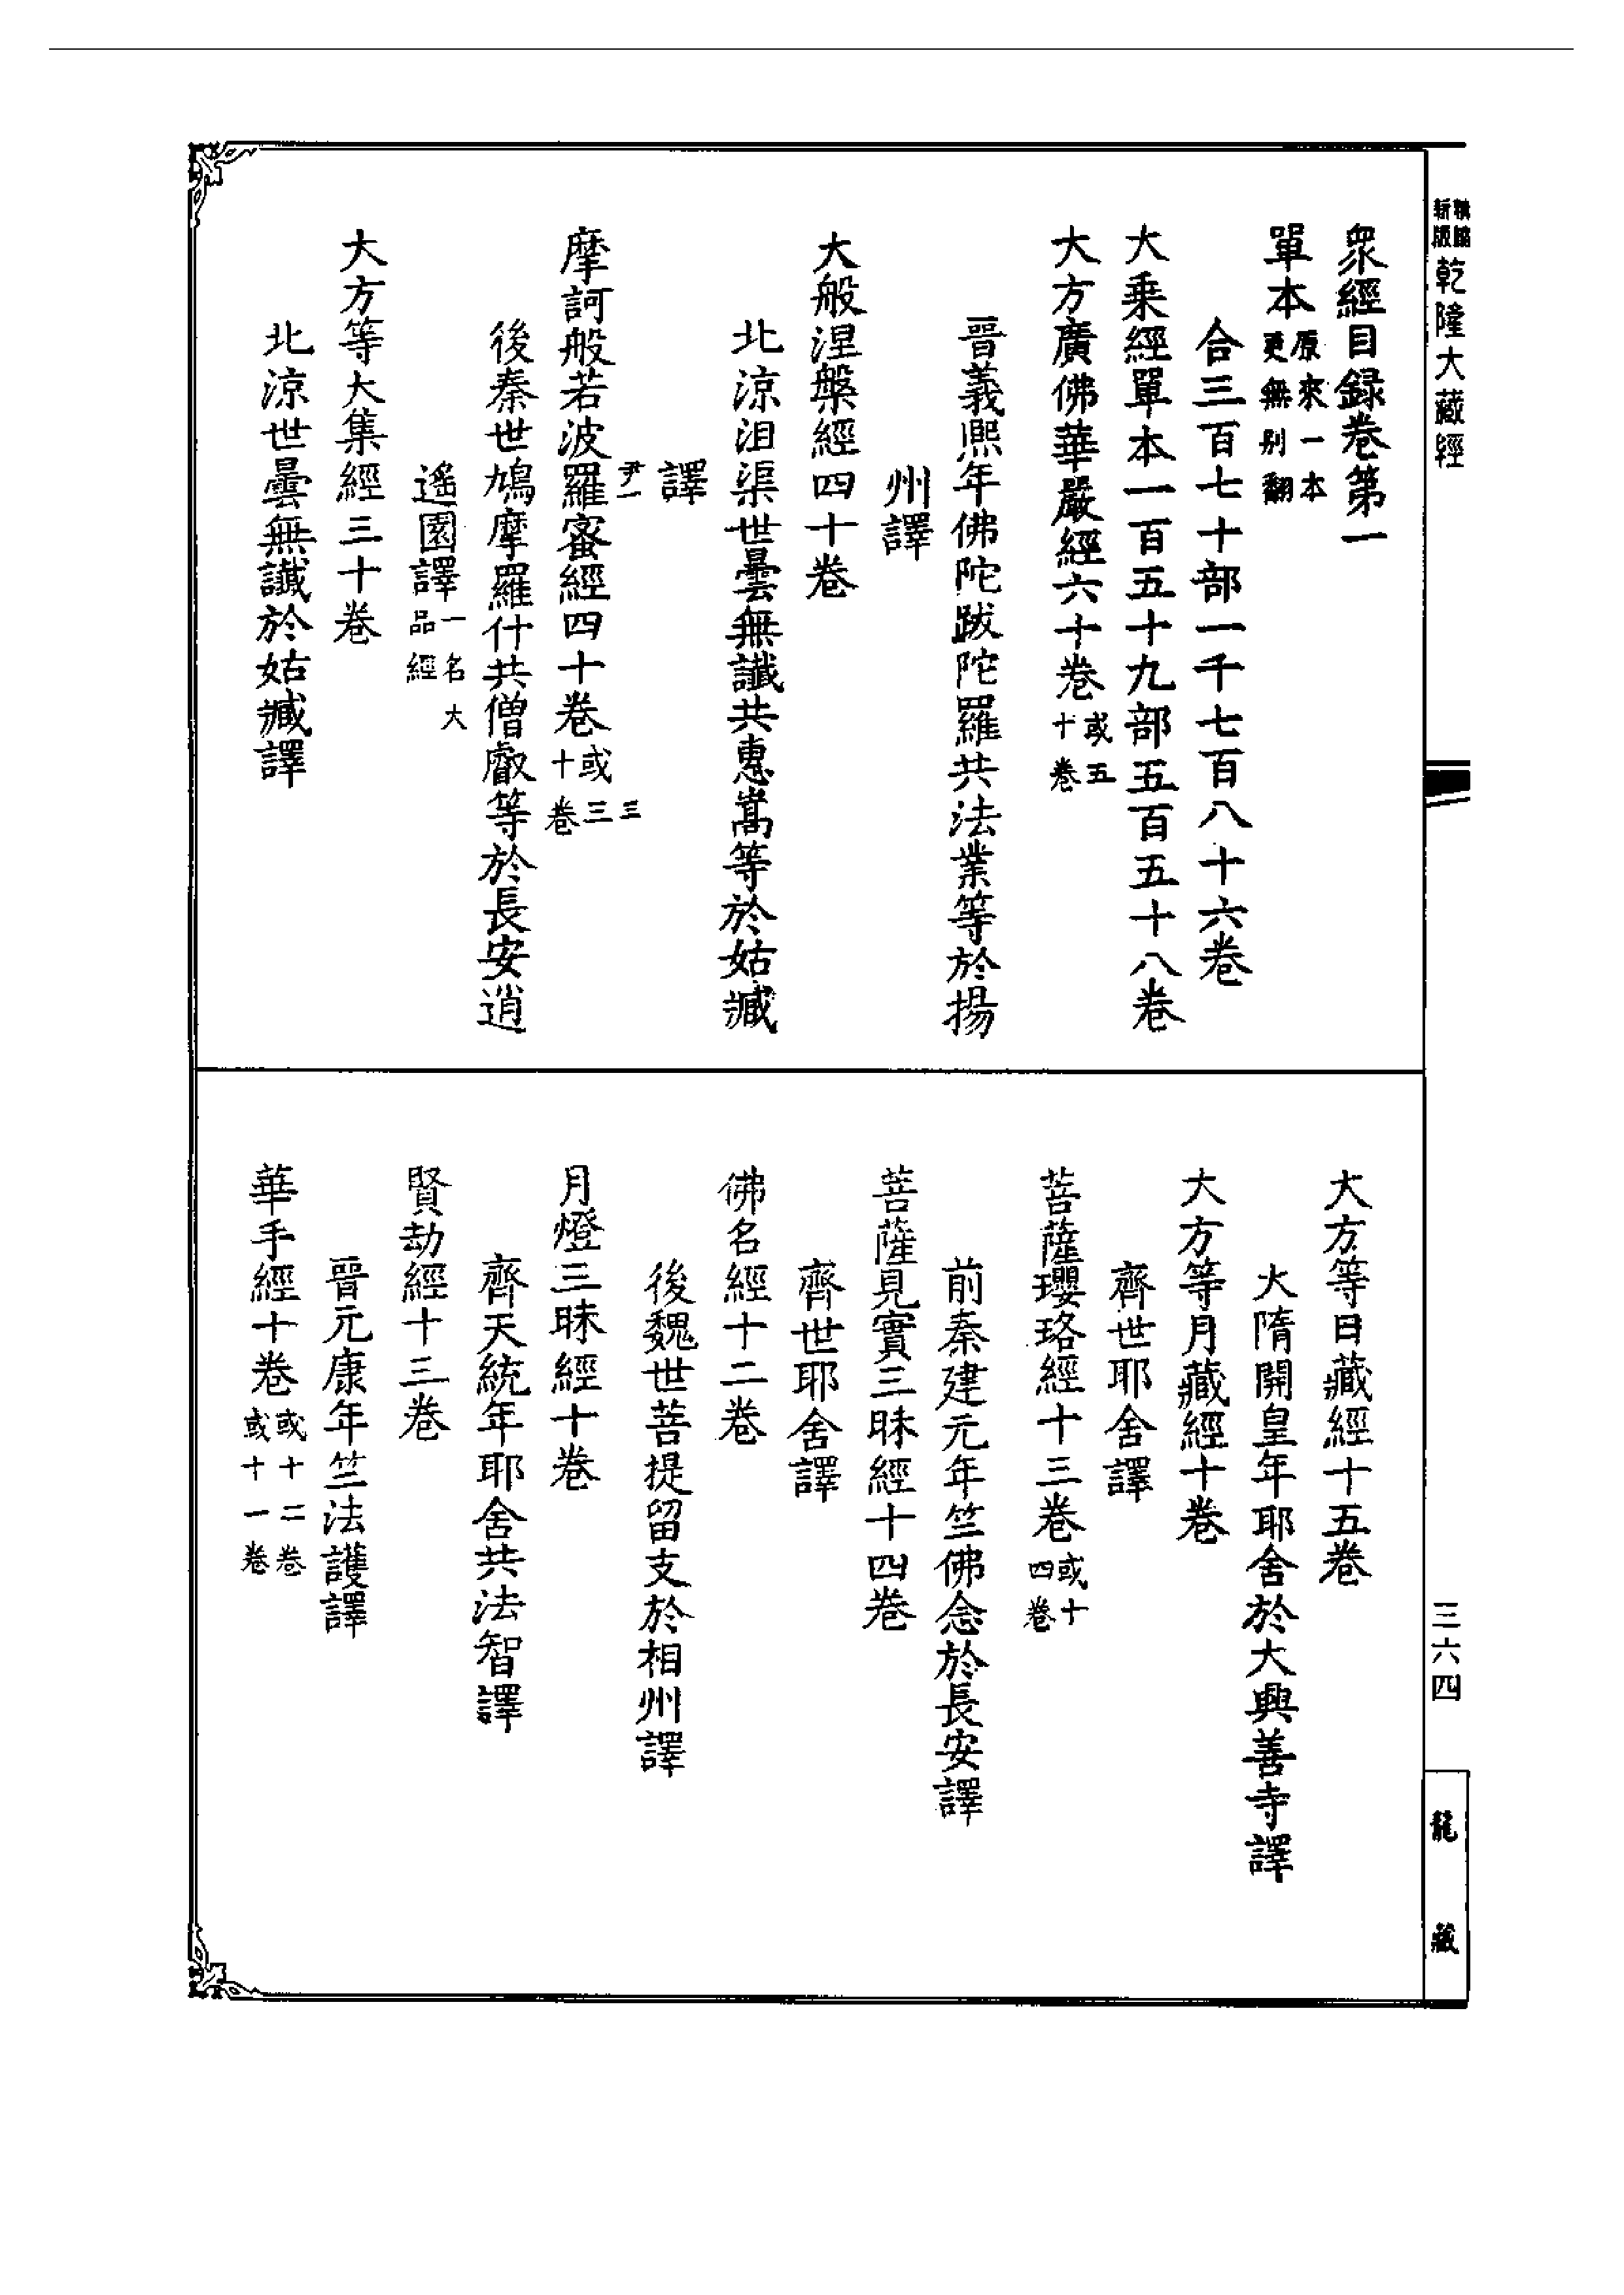 新版
乾隆大藏經
衆經目録卷第一
單本原來一本更無别翻
合三百七十部一千七百八十六卷
大乗經單本一百五十九部五百五十八卷
大方廣佛華嚴經六十卷或五十卷
晋義熙年佛陀跋陀羅共法業等於揚
州譯
大般涅槃經四十卷
北涼沮渠世曇無讖共惠嵩等於姑臧
譯
尹一
三
摩訶般若波羅蜜經四十卷或三十卷
後秦世鳩摩羅什共僧叡等於長安逍
遙園譯一名大品經
大方等大集經三十卷
北涼世曇無讖於姑臧譯
大方等日藏經十五卷
大隋開皇年耶舍於大興善寺譯
大方等月藏經十卷
齊世耶舍譯
菩薩瓔珞經十三卷或十四卷
前秦建元年竺佛念於長安譯
菩薩見實三昧經十四卷
齊世耶舍譯
佛名經十二卷
後魏世菩提留支於相州譯
月燈三昧經十卷
齊天統年耶舍共法智譯
賢劫經十三卷
晋元康年竺法護譯
華手經十卷或十二卷或十一卷
三六四
龍藏